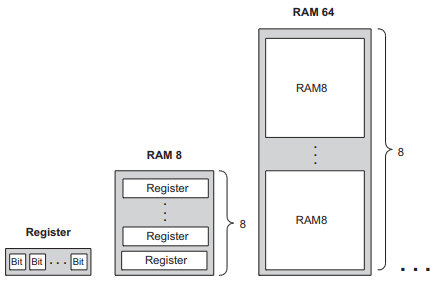 Register
Bit Bit . . . Bit
RAM 8
Register
Register
Register
8
RAM 64
RAM8
RAM8
8
. . .